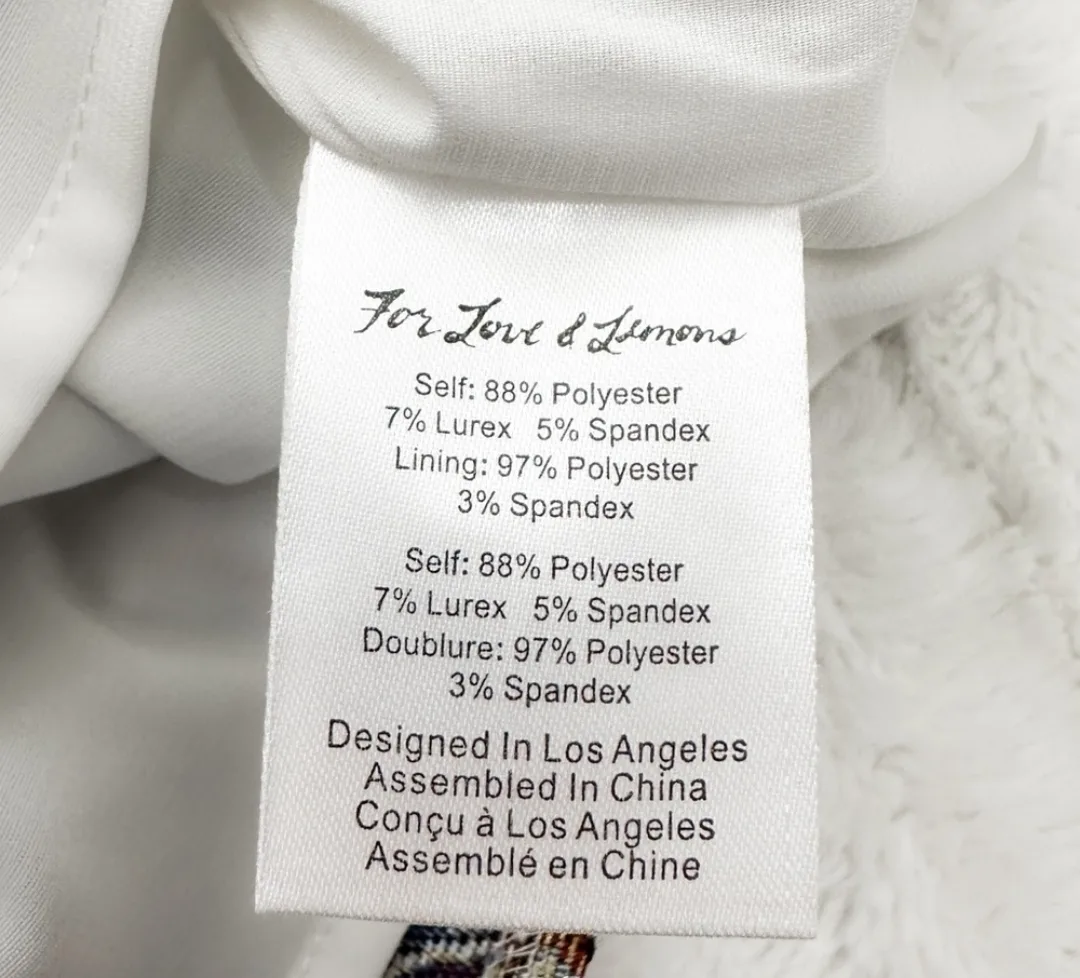 For Love & Lemons
Self: 88% Polyester
7% Lurex 5% Spandex
Lining: 97% Polyester
3% Spandex
Self: 88% Polyester
7% Lurex 5% Spandex
Doublure: 97% Polyester
3% Spandex
Designed In Los Angeles
Assembled In China
Conçu à Los Angeles
Assemblé en Chine